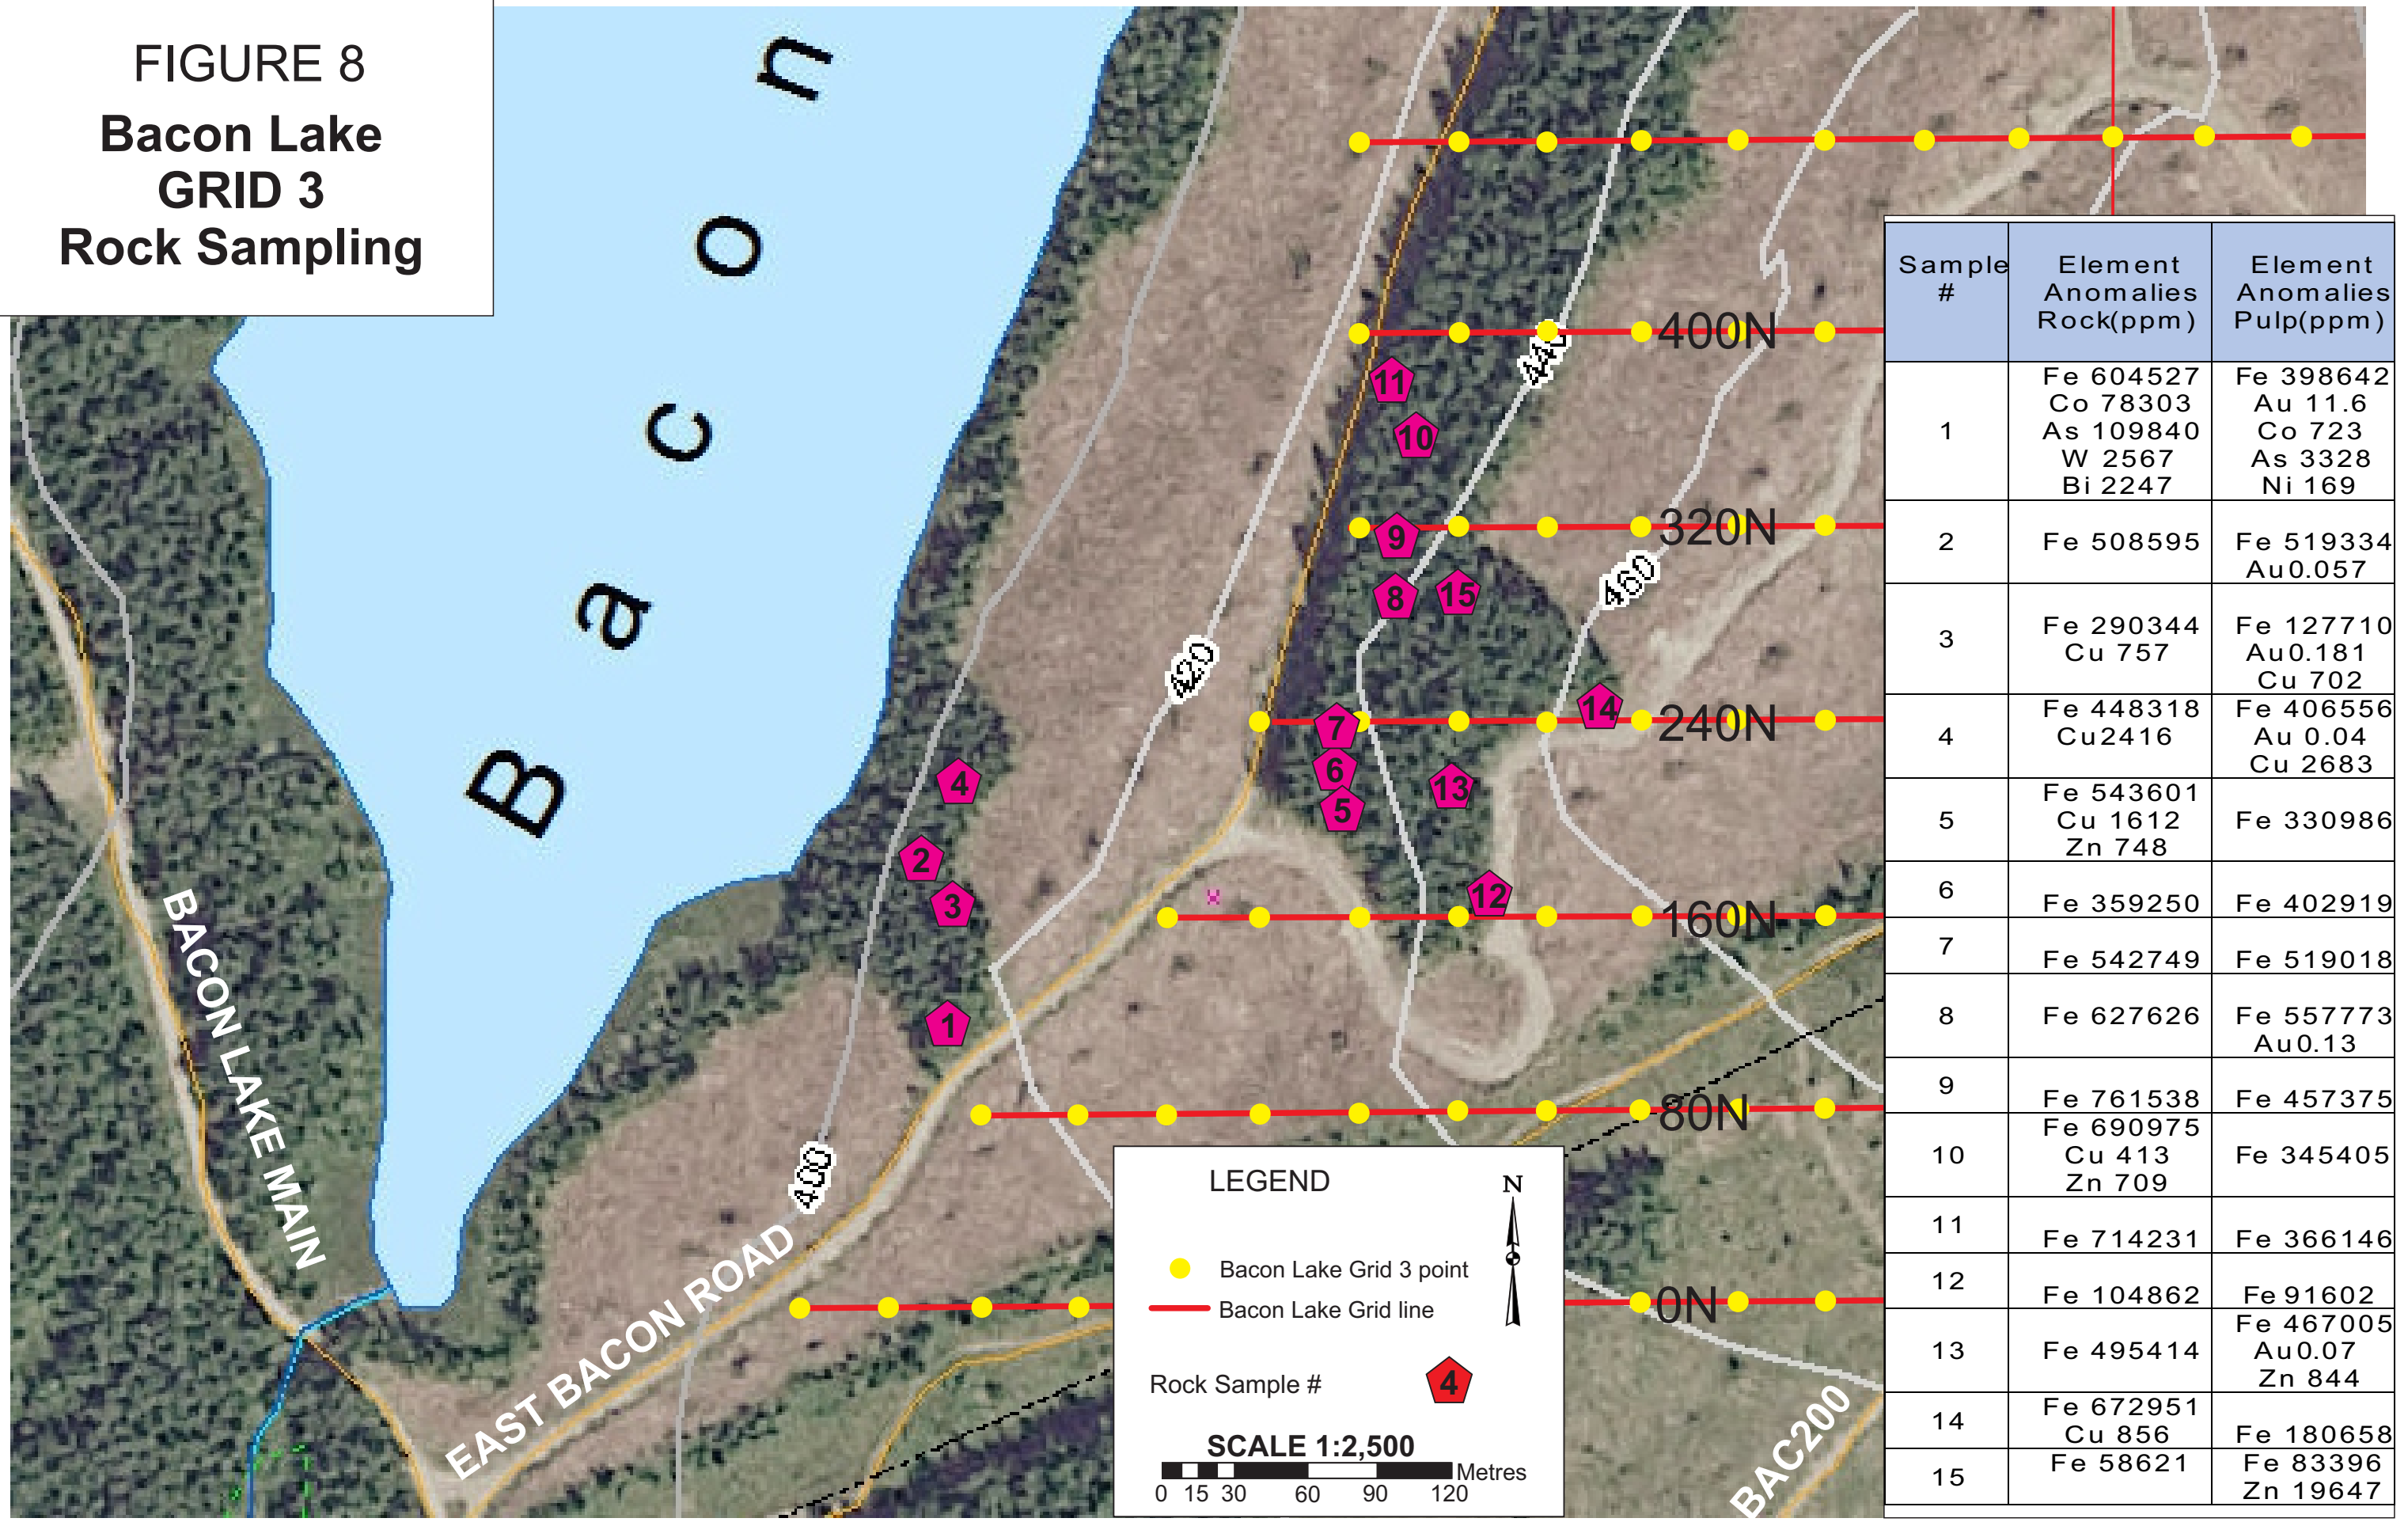 FIGURE 8
Bacon Lake
GRID 3
Rock Sampling
Bacon
400N
440
11
10
320N
9
8
15
460
420
14
240N
7
6
5
13
4
2
3
12
160N
1
80N
400
0N
BACON LAKE MAIN
EAST BACON ROAD
BAC200
LEGEND
N
Bacon Lake Grid 3 point
Bacon Lake Grid line
Rock Sample #
4
SCALE 1:2,500
Metres
0 15 30 60 90 120
Sample # Element Anomalies Rock(ppm) Element Anomalies Pulp(ppm)
1
Fe 604527 Fe 398642
Co 78303 Au 11.6
As 109840 Co 723
W 2567 As 3328
Bi 2247 Ni 169
2 Fe 508595 Fe 519334
Au0.057
3
Fe 290344 Fe 127710
Cu 757 Au0.181
Cu 702
4
Fe 448318 Fe 406556
Cu2416 Au 0.04
Cu 2683
5
Fe 543601
Cu 1612 Fe 330986
Zn 748
6 Fe 359250 Fe 402919
7 Fe 542749 Fe 519018
8 Fe 627626 Fe 557773
Au0.13
9 Fe 761538 Fe 457375
10
Fe 690975
Cu 413 Fe 345405
Zn 709
11 Fe 714231 Fe 366146
12 Fe 104862 Fe 91602
13 Fe 495414 Fe 467005
Au0.07
Zn 844
14 Fe 672951
Cu 856 Fe 180658
15 Fe 58621 Fe 83396
Zn 19647